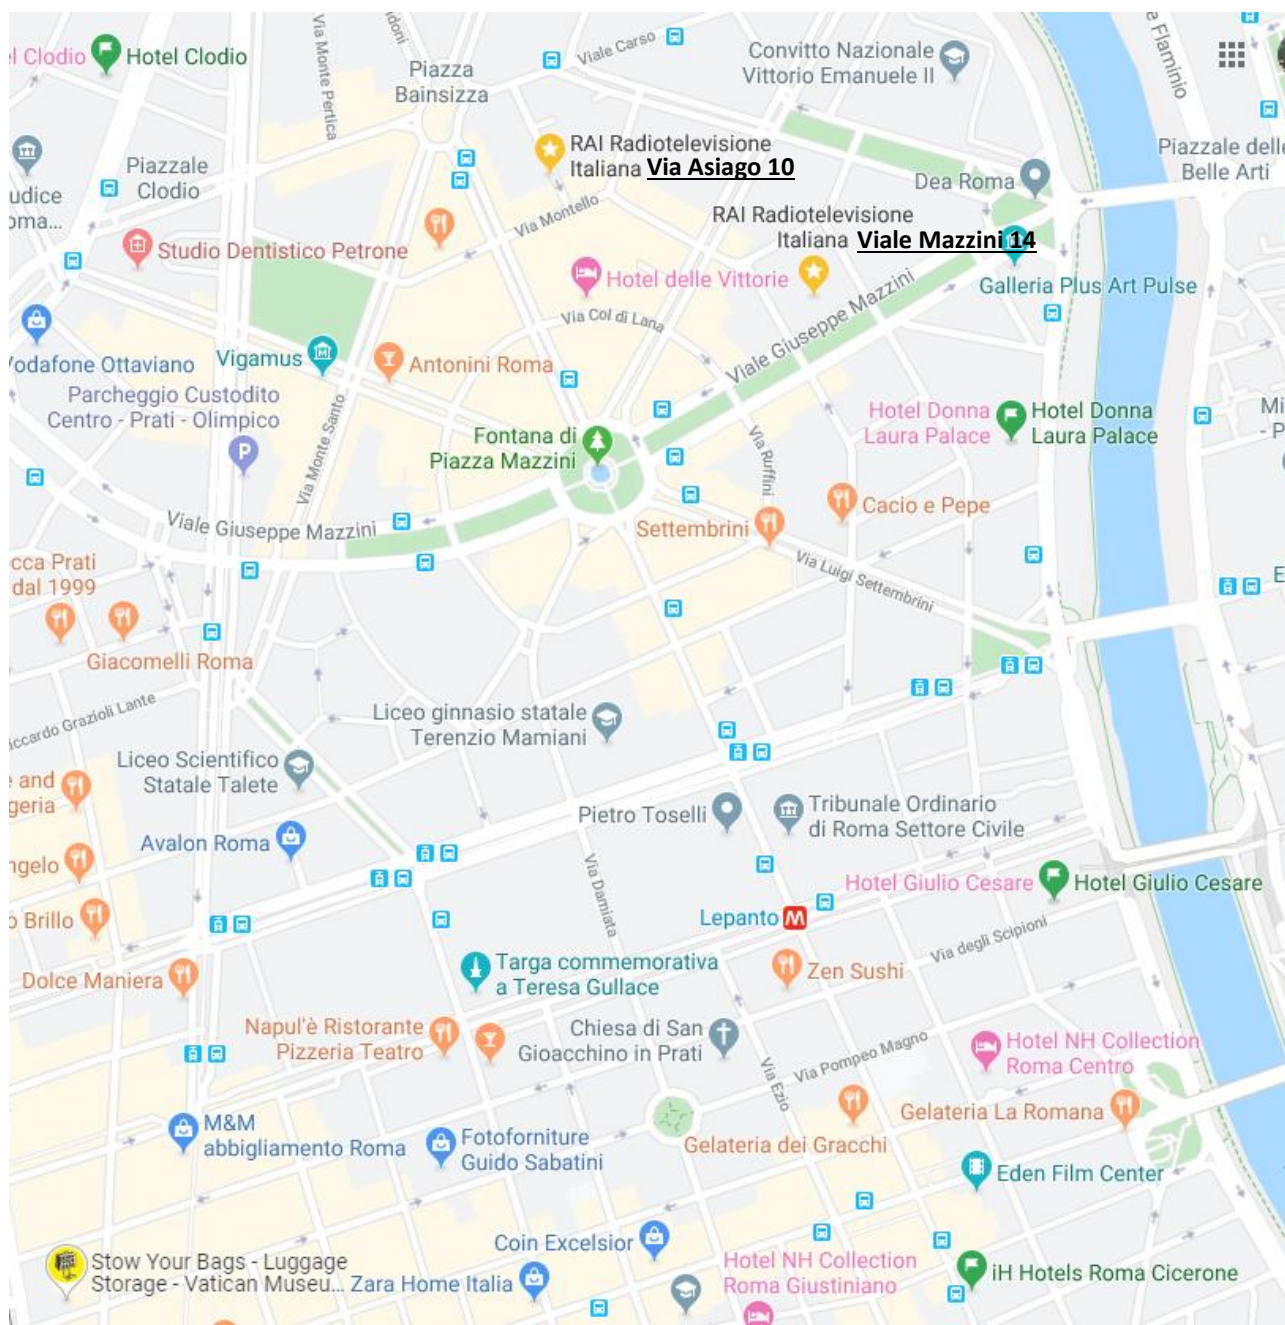 Hotel Clodio
Hotel Clodio
Via Monte Pertica
Piazza
Bainsizza
Viale Carso
Convitto Nazionale
Vittorio Emanuele II
Flaminio
Piazzale
Clodio
RAI Radiotelevisione
Italiana Via Asiago 10
Piazzale delle
Belle Arti
Dea Roma
Via Montello
RAI Radiotelevisione
Italiana Viale Mazzini 14
Studio Dentistico Petrone
Hotel delle Vittorie
Galleria Plus Art Pulse
Via Col di Lana
Viale Giuseppe Mazzini
Vodafone Ottaviano
Vigamus
Antonini Roma
Parcheggio Custodito
Centro - Prati - Olimpico
P
Via Monte Santo
Fontana di
Piazza Mazzini
Via Ruffini
Hotel Donna
Laura Palace
Hotel Donna
Laura Palace
Cacio e Pepe
Viale Giuseppe Mazzini
Settembrini
Via Luigi Settembrini
cca Prati
dal 1999
Giacomelli Roma
iccardo Grazioli Lante
Liceo ginnasio statale
Terenzio Mamiani
Liceo Scientifico
Statale Talete
e and
geria
Pietro Toselli
Tribunale Ordinario
di Roma Settore Civile
Avalon Roma
ngelo
Via Damiata
Hotel Giulio Cesare
Hotel Giulio Cesare
o Brillo
Lepanto M
Via degli Scipioni
Dolce Maniera
Targa commemorativa
a Teresa Gullace
Zen Sushi
Napul'è Ristorante
Pizzeria Teatro
Chiesa di San
Gioacchino in Prati
Via Pompeo Magno
Via Ezio
Hotel NH Collection
Roma Centro
M&M
abbigliamento Roma
Fotoforniture
Guido Sabatini
Gelateria dei Gracchi
Gelateria La Romana
Eden Film Center
Stow Your Bags - Luggage
Storage - Vatican Museu...
Coin Excelsior
Zara Home Italia
Hotel NH Collection
Roma Giustiniano
iH Hotels Roma Cicerone